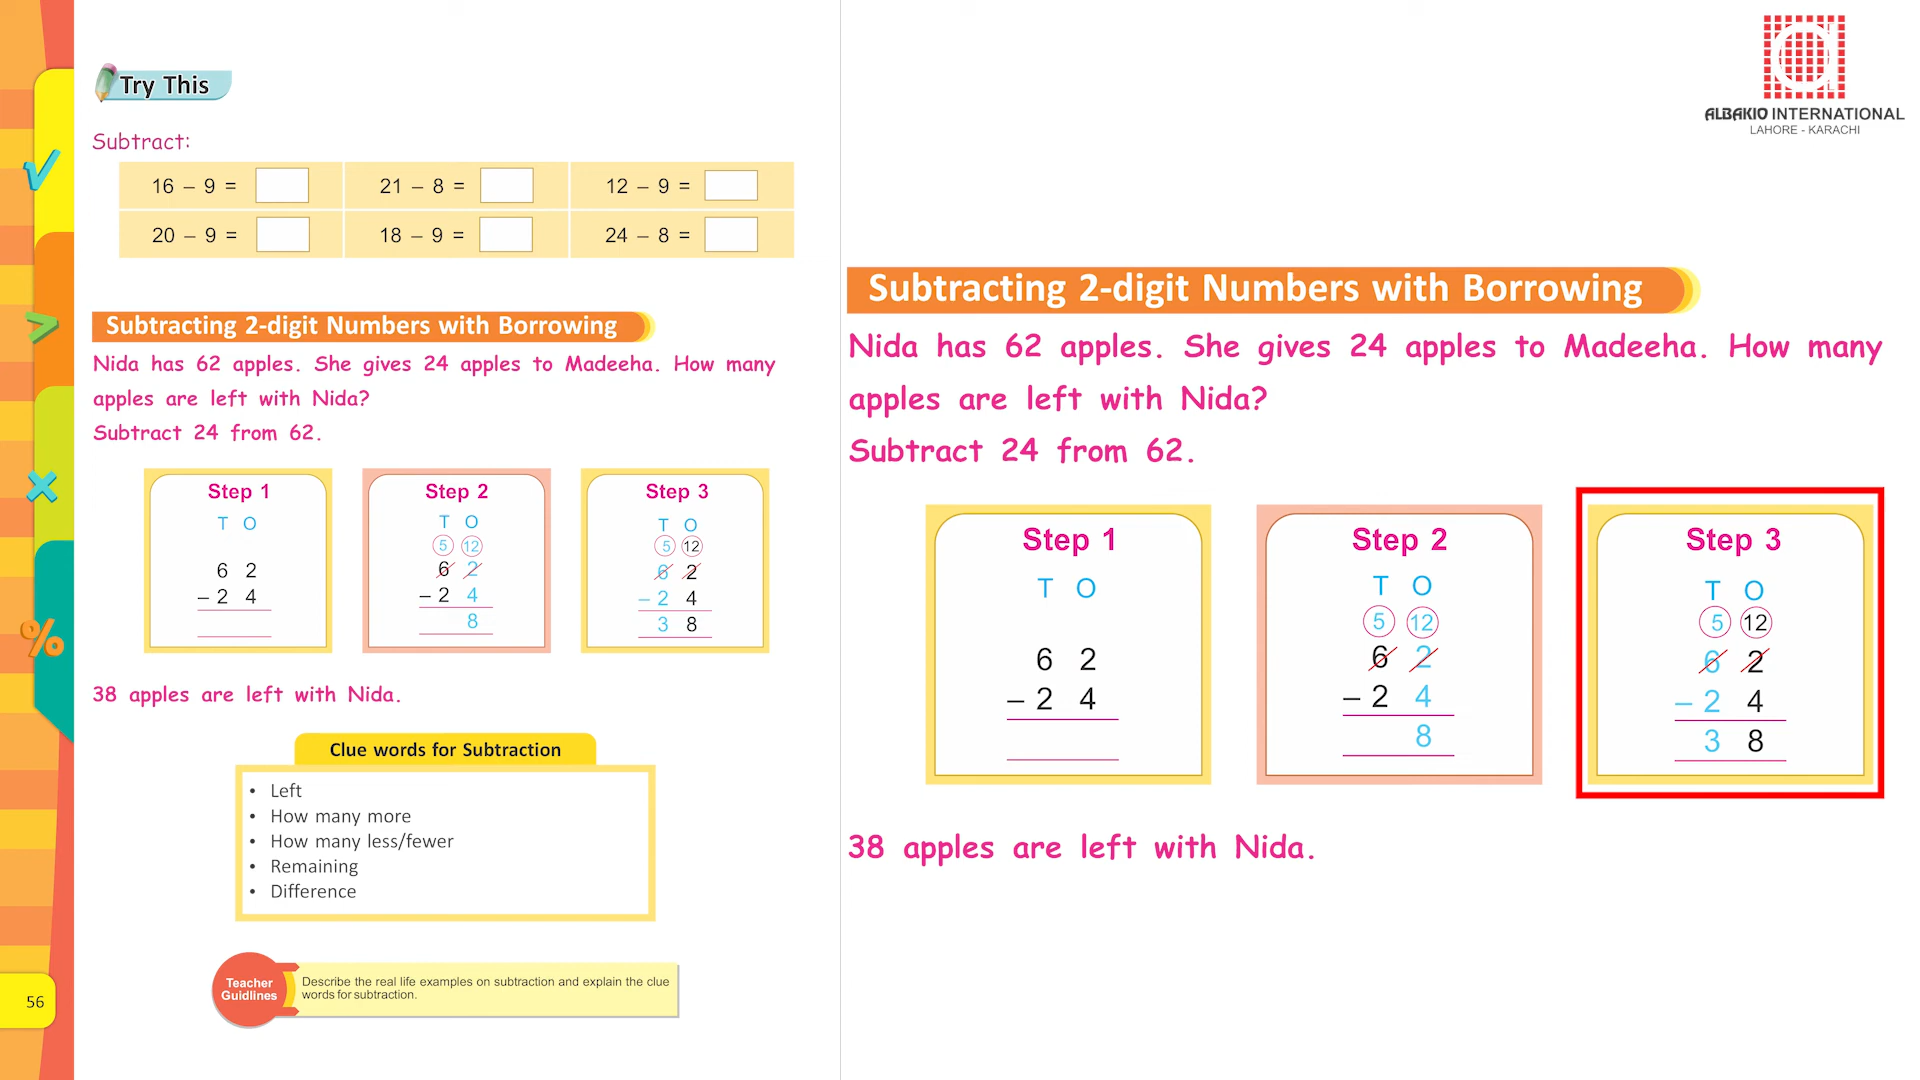 Try This
Subtract:
16 – 9 =
21 – 8 =
12 – 9 =
20 – 9 =
18 – 9 =
24 – 8 =
Subtracting 2-digit Numbers with Borrowing
Nida has 62 apples. She gives 24 apples to Madeeha. How many
apples are left with Nida?
Subtract 24 from 62.
Step 1
T O
6 2
– 2 4
Step 2
T O
5 12
6 2
– 2 4
8
Step 3
T O
5 12
6 2
– 2 4
3 8
38 apples are left with Nida.
Clue words for Subtraction
• Left
• How many more
• How many less/fewer
• Remaining
• Difference
Teacher
Guidlines
Describe the real life examples on subtraction and explain the clue
words for subtraction.
56
√
>
×
%
ALBAKIO INTERNATIONAL
LAHORE - KARACHI
Subtracting 2-digit Numbers with Borrowing
Nida has 62 apples. She gives 24 apples to Madeeha. How many
apples are left with Nida?
Subtract 24 from 62.
Step 1
T O
6 2
– 2 4
Step 2
T O
5 12
6 2
– 2 4
8
Step 3
T O
5 12
6 2
– 2 4
3 8
38 apples are left with Nida.